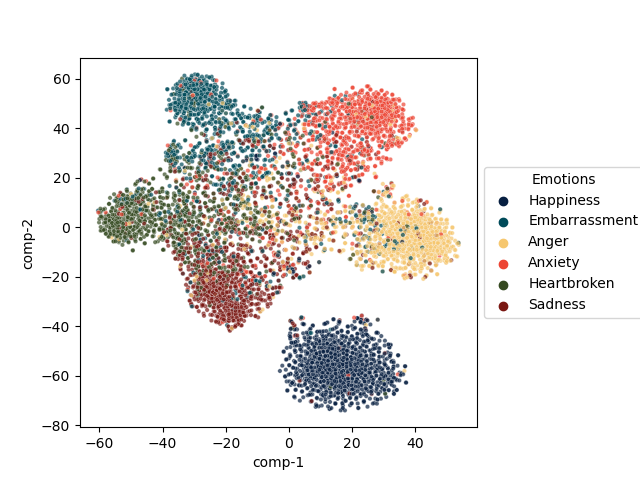 60
40
20
0
−20
−40
−60
−80
comp-2
−60 −40 −20 0 20 40
comp-1
Emotions
Happiness
Embarrassment
Anger
Anxiety
Heartbroken
Sadness